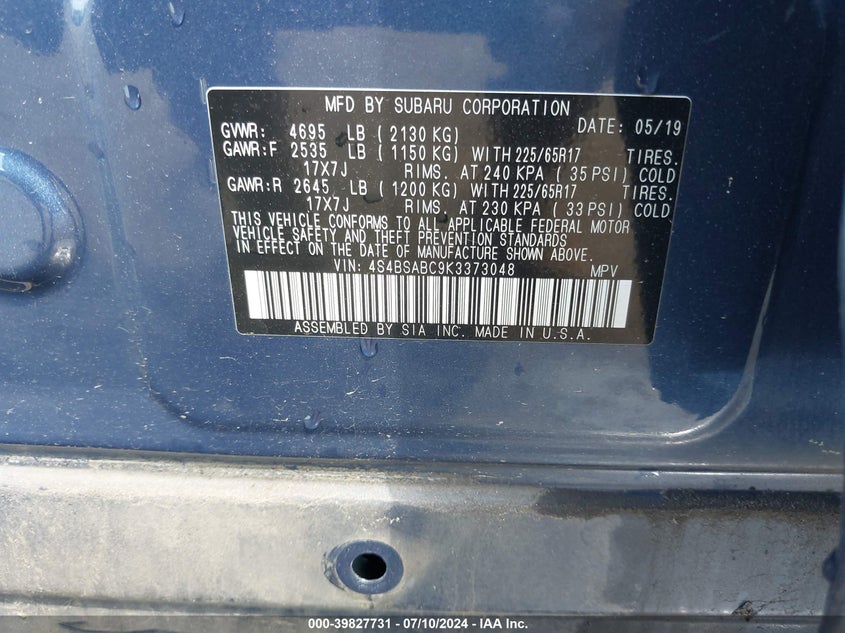 MFD BY SUBARU CORPORATION
GVWR: 4695 LB ( 2130 KG) DATE: 05/19
GAWR:F 2535 LB ( 1150 KG) WITH 225/65R17 TIRES.
17X7J RIMS. AT 240 KPA ( 35 PSI) COLD
GAWR:R 2645 LB ( 1200 KG) WITH 225/65R17 TIRES.
17X7J RIMS. AT 230 KPA ( 33 PSI) COLD
THIS VEHICLE CONFORMS TO ALL APPLICABLE FEDERAL MOTOR
VEHICLE SAFETY AND THEFT PREVENTION STANDARDS
IN EFFECT ON THE DATE OF MANUFACTURE SHOWN ABOVE.
VIN: 4S4BSABC9K3373048 MPV
ASSEMBLED BY SIA INC. MADE IN U.S.A.
000-39827731 - 07/10/2024 - IAA Inc.